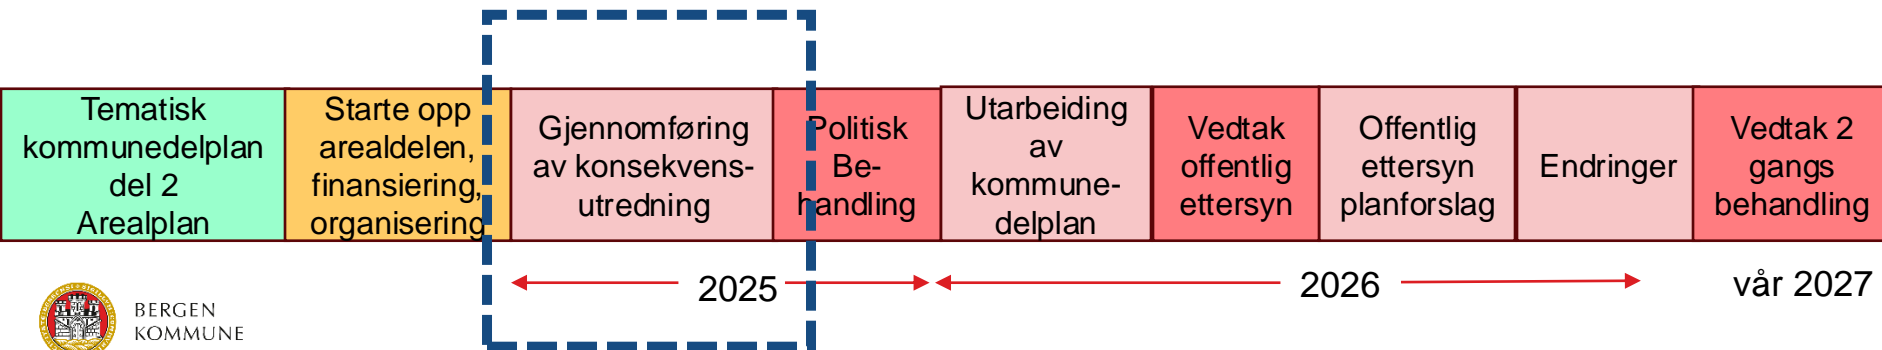 Tematisk
kommunedelplan
del 2
Arealplan
Starte opp
arealdelen,
finansiering,
organisering
Gjennomføring
av konsekvens-
utredning
Politisk
Be-
handling
Utarbeiding
av
kommune-
delplan
Vedtak
offentlig
ettersyn
Offentlig
ettersyn
planforslag
Endringer
Vedtak 2
gangs
behandling
2025
2026
vår 2027
BERGEN
KOMMUNE